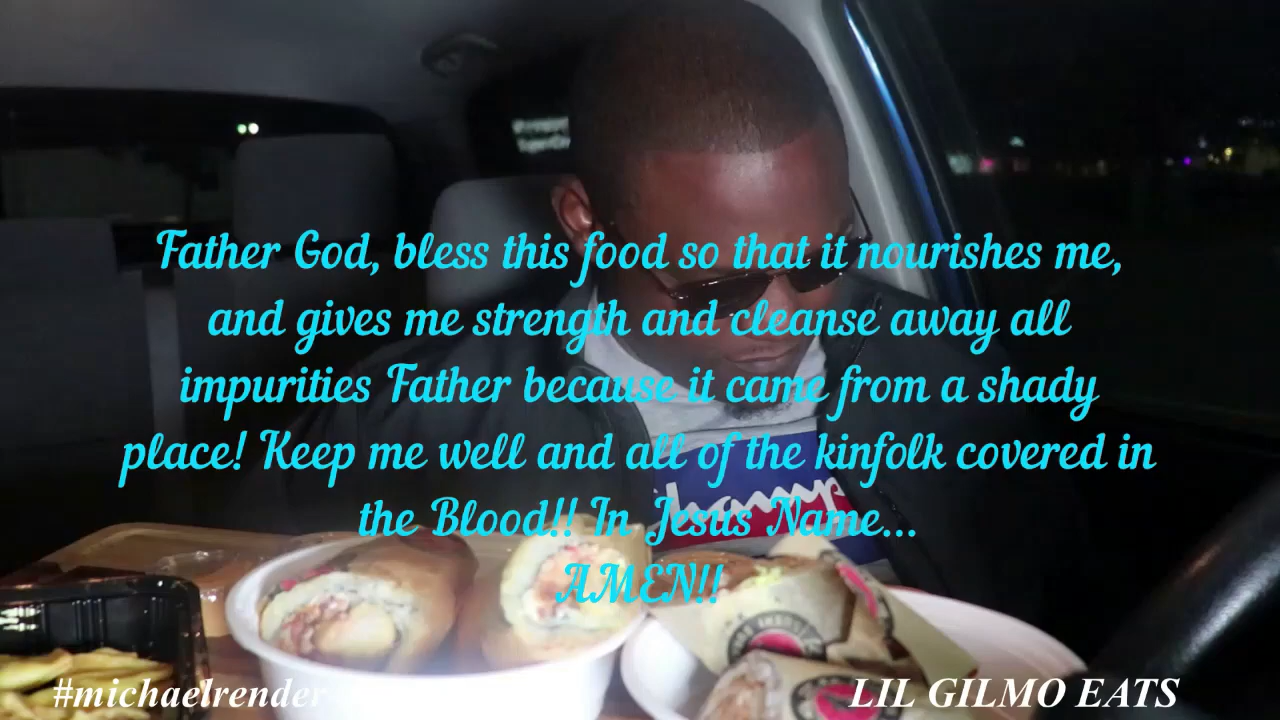 Father God, bless this food so that it nourishes me,
and gives me strength and cleanse away all
impurities Father because it came from a shady
place! Keep me well and all of the kinfolk covered in
the Blood!! In Jesus Name...
AMEN!!
#michaelrender
LIL GILMO EATS